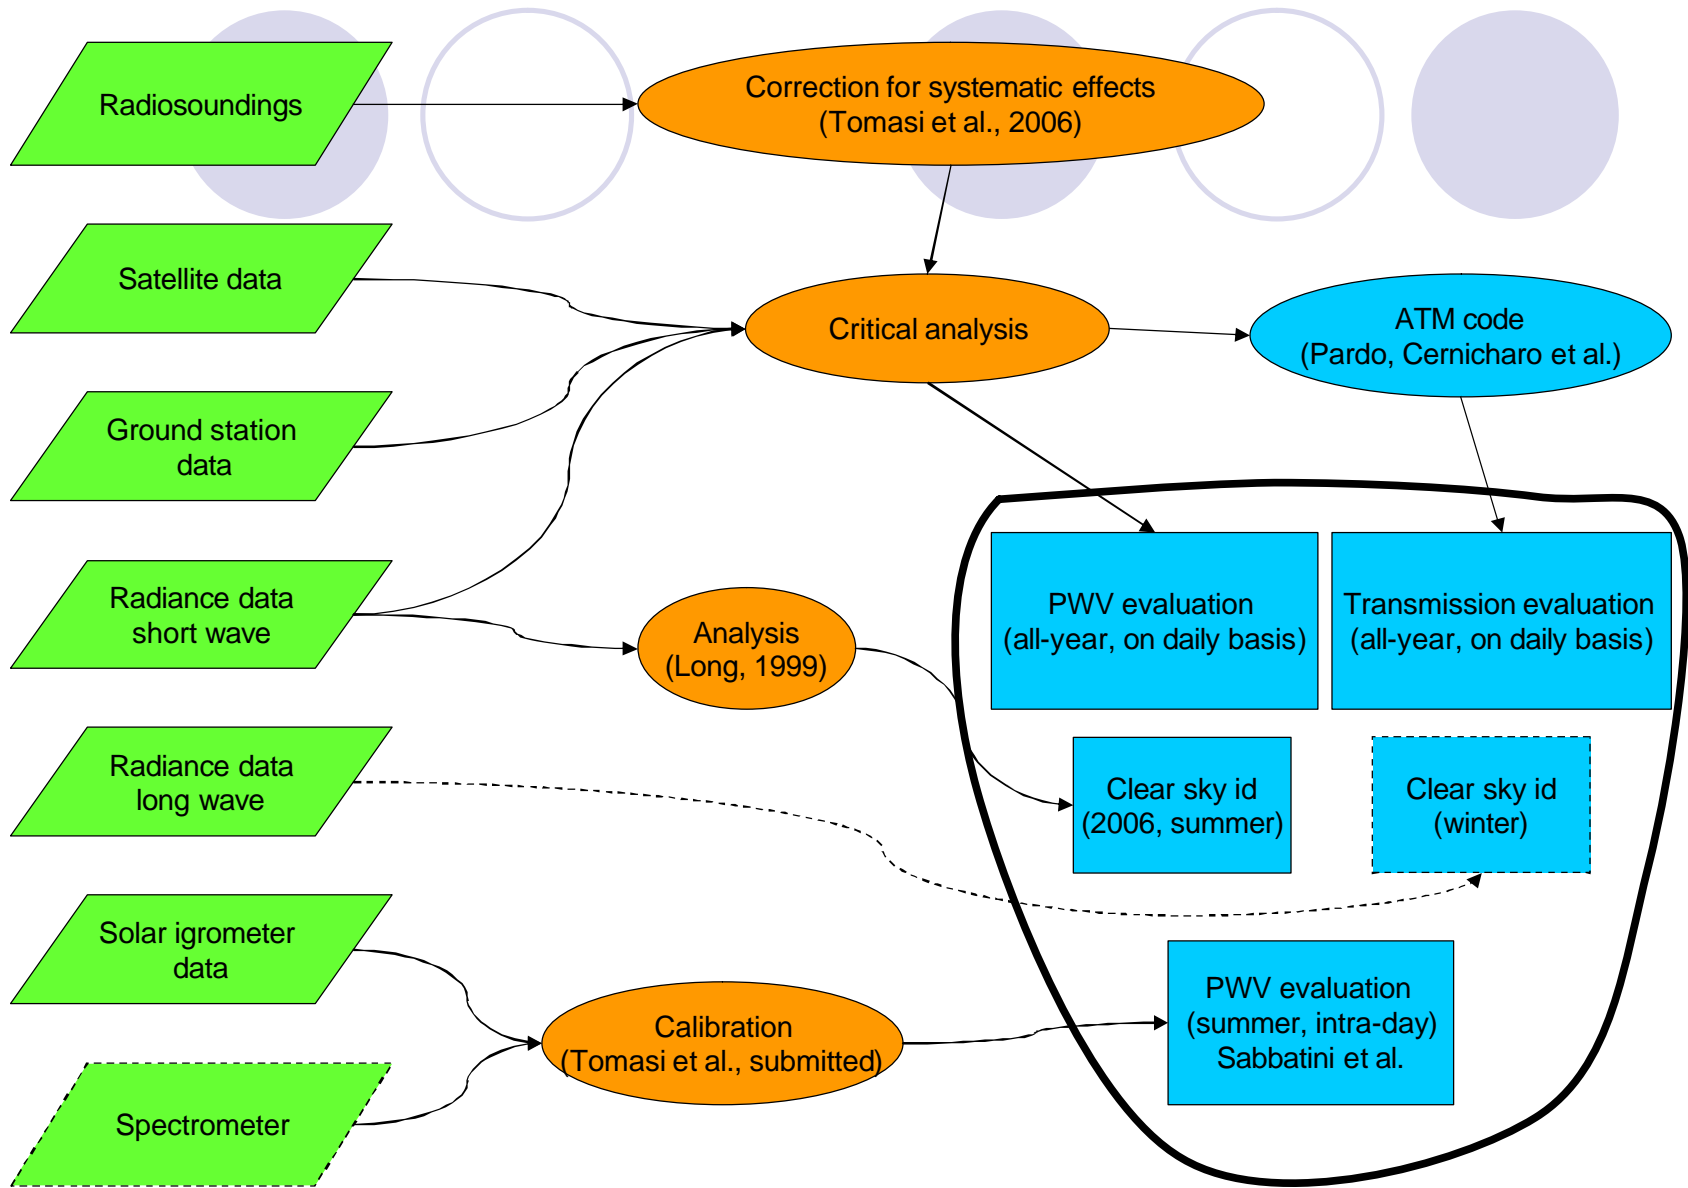 Radiosoundings
Correction for systematic effects
(Tomasi et al., 2006)
Satellite data
Critical analysis
ATM code
(Pardo, Cernicharo et al.)
Ground station
data
Radiance data
short wave
Analysis
(Long, 1999)
PWV evaluation
(all-year, on daily basis)
Transmission evaluation
(all-year, on daily basis)
Radiance data
long wave
Clear sky id
(2006, summer)
Clear sky id
(winter)
Solar igrometer
data
Calibration
(Tomasi et al., submitted)
PWV evaluation
(summer, intra-day)
Sabbatini et al.
Spectrometer